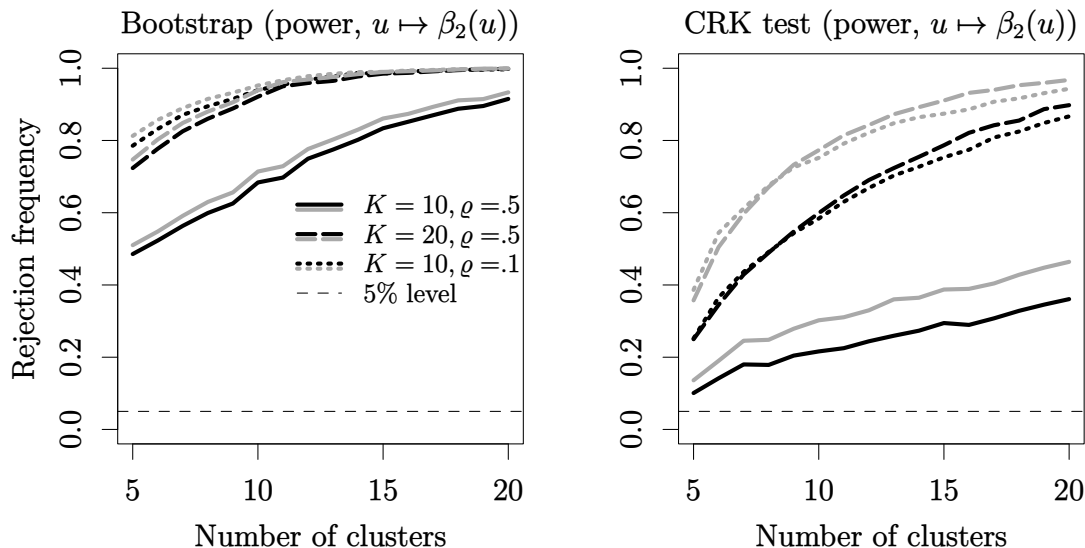 Bootstrap (power, u ↦ β₂(u))
Rejection frequency
1.0
0.8
0.6
0.4
0.2
0.0
K = 10, ϱ =.5
K = 20, ϱ =.5
K = 10, ϱ =.1
5% level
5 10 15 20
Number of clusters
CRK test (power, u ↦ β₂(u))
1.0
0.8
0.6
0.4
0.2
0.0
5 10 15 20
Number of clusters